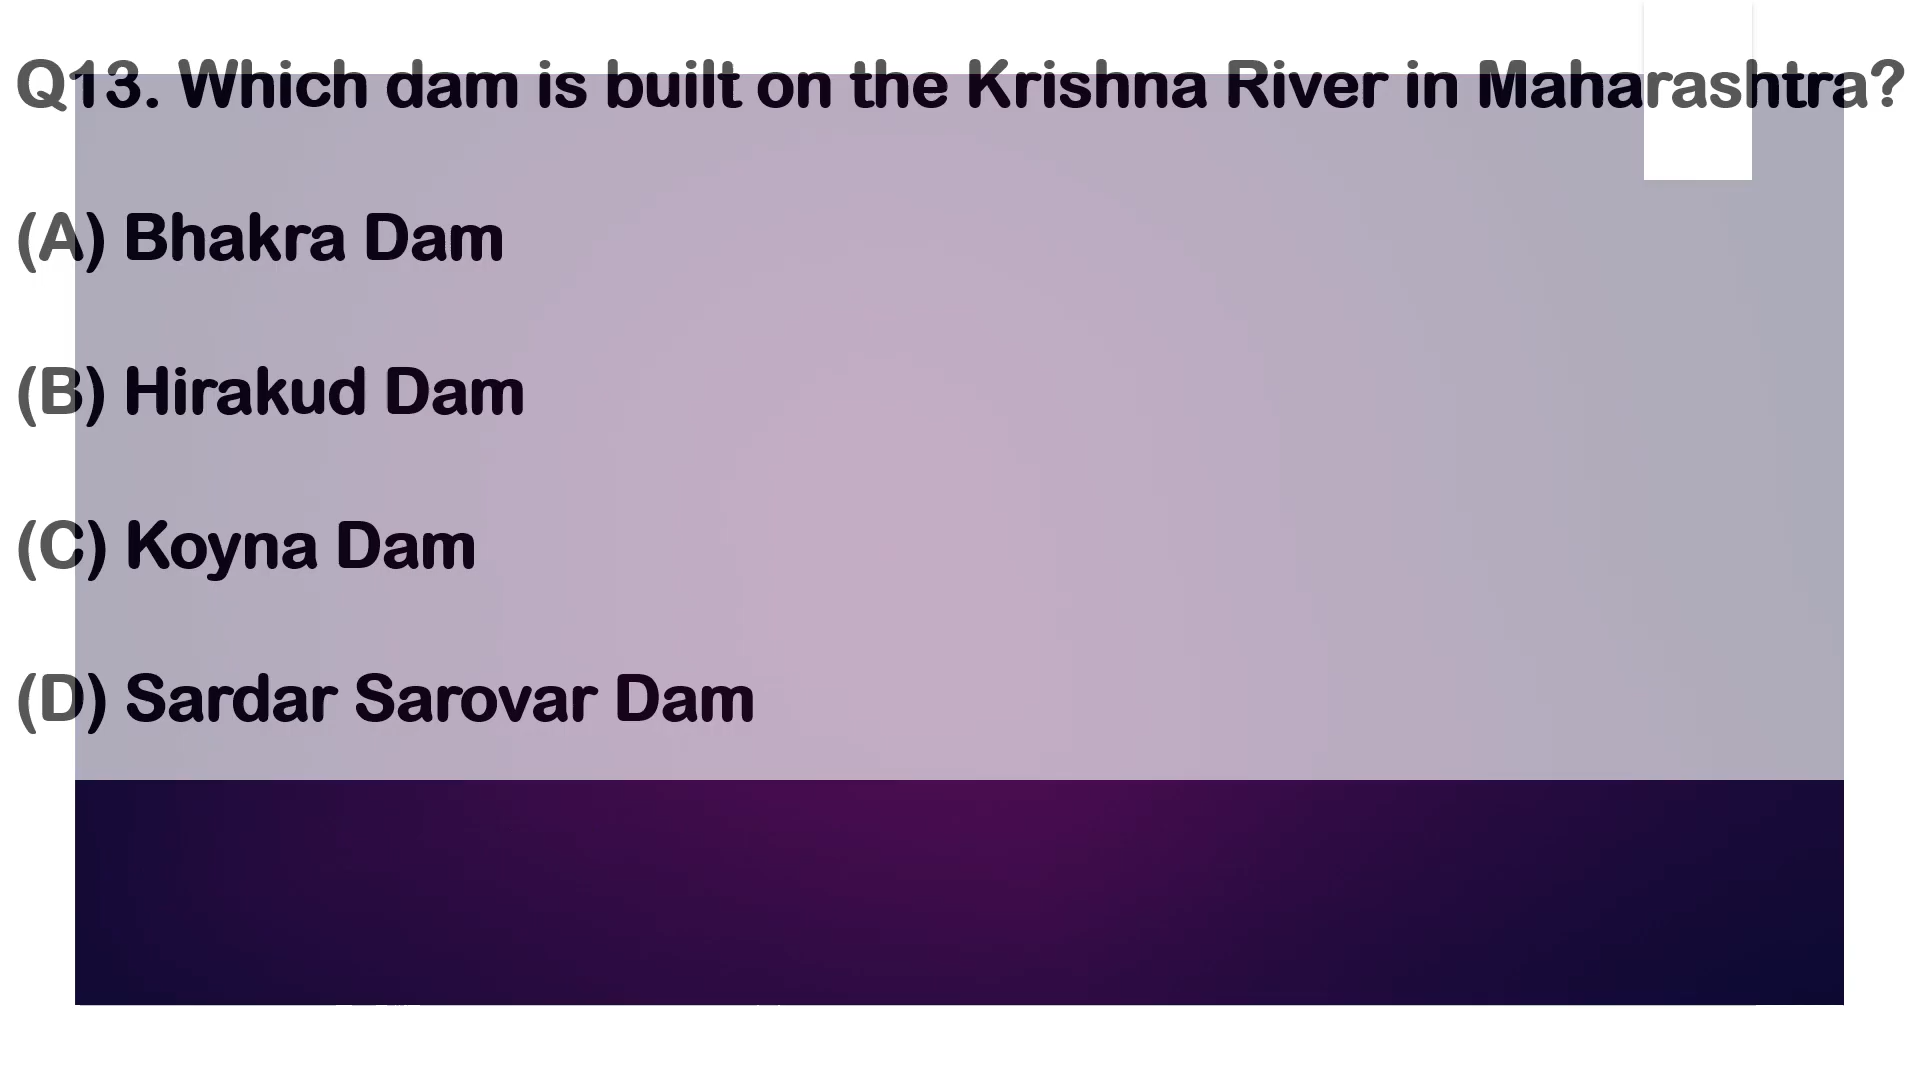 Q13. Which dam is built on the Krishna River in Maharashtra?
(A) Bhakra Dam
(B) Hirakud Dam
(C) Koyna Dam
(D) Sardar Sarovar Dam